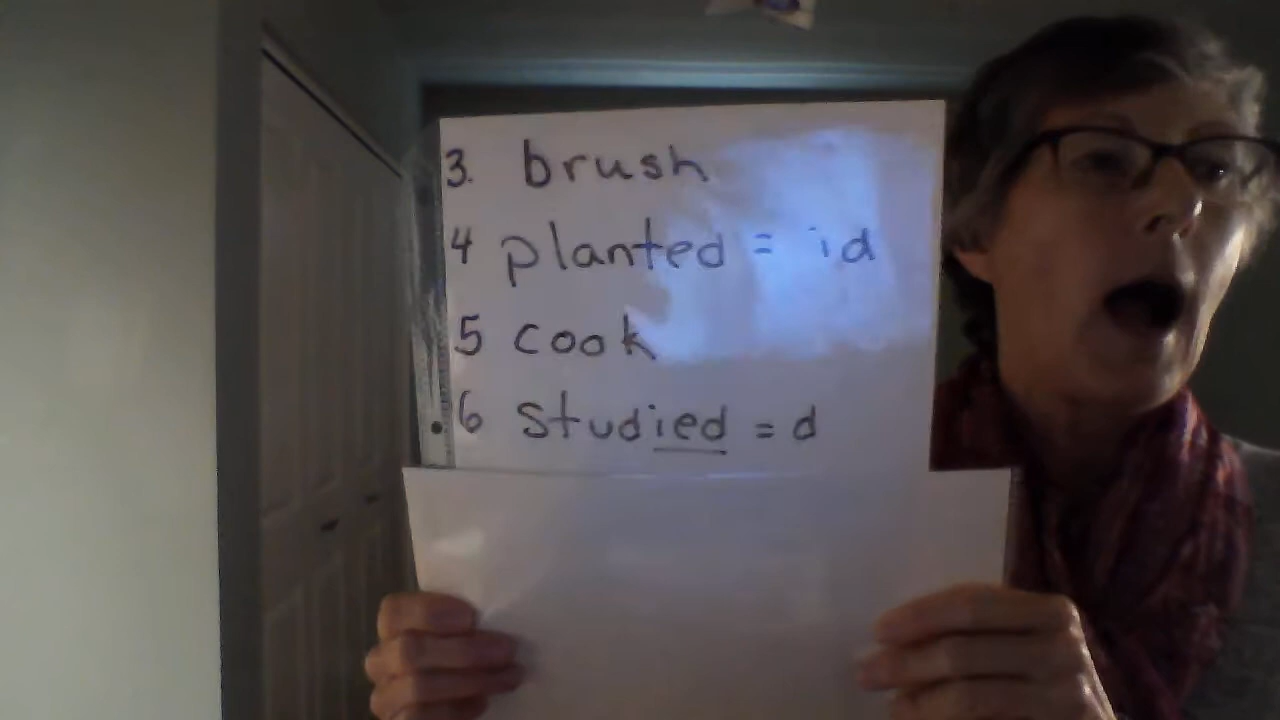 3. brush
4 planted = id
5 cook
6 studied = d